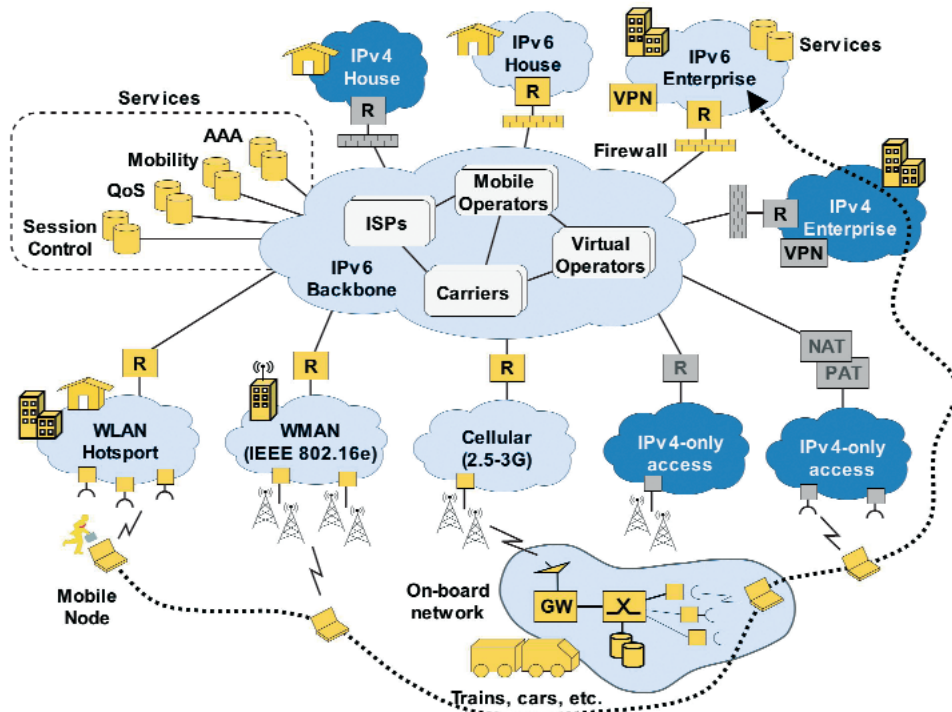 IPv4
House
R
IPv6
House
R
IPv6
Enterprise
VPN
R
Services
Services
AAA
Mobility
QoS
Session
Control
Firewall
IPv4
Enterprise
R
VPN
ISPs
Mobile
Operators
Virtual
Operators
Carriers
IPv6
Backbone
R
R
R
R
NAT
PAT
WLAN
Hotsport
WMAN
(IEEE 802.16e)
Cellular
(2.5-3G)
IPv4-only
access
IPv4-only
access
Mobile
Node
On-board
network
GW
Trains, cars, etc.